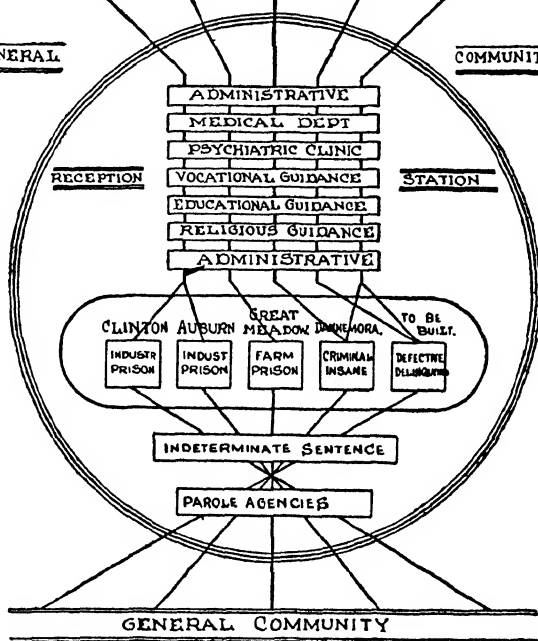 NERAL
COMMUNIT
ADMINISTRATIVE
MEDICAL DEPT
PSYCHIATRIC CLINIC
RECEPTION
VOCATIONAL GUIDANCE
STATION
EDUCATIONAL GUIDANCE
RELIGIOUS GUIDANCE
ADMINISTRATIVE
CLINTON AUBURN GREAT MEADOW DANNEMORA. TO BE BUILT.
INDUSTR PRISON
INDUST PRISON
FARM PRISON
CRIMINAL INSANE
DEFECTIVE
INDETERMINATE SENTENCE
PAROLE AGENCIES
GENERAL COMMUNITY